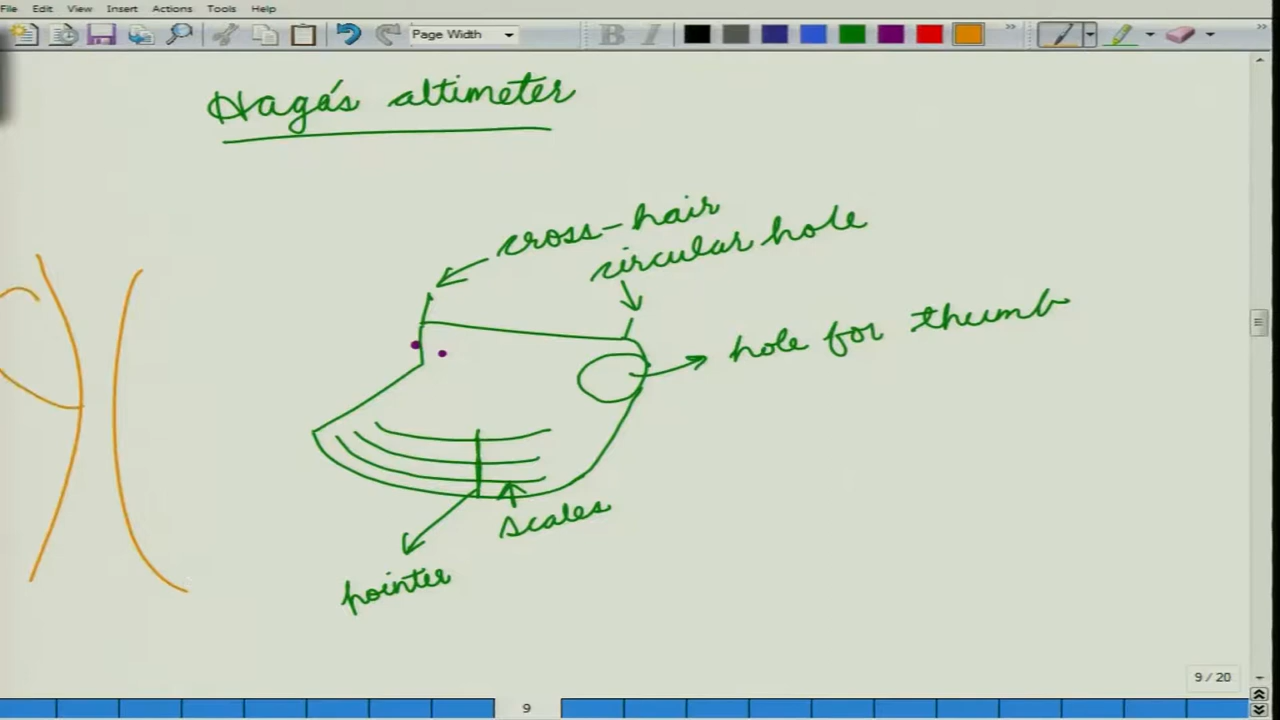 File Edit View Insert Actions Tools Help
Page Width
B I
Haga's altimeter
cross-hair
circular hole
hole for thumb
scales
pointer
9 / 20
9